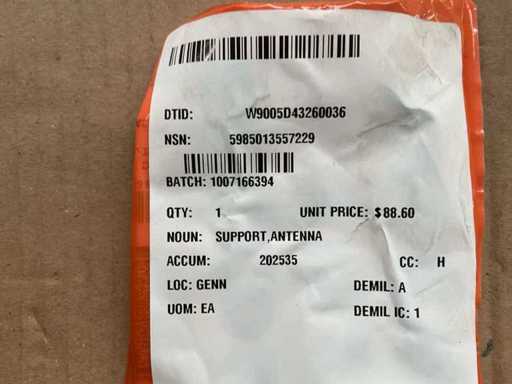 DTID: W9005D43260036
NSN: 5985013557229
BATCH: 1007166394
QTY: 1 UNIT PRICE: $88.60
NOUN: SUPPORT,ANTENNA
ACCUM: 202535 CC: H
LOC: GENN DEMIL: A
UOM: EA DEMIL IC: 1